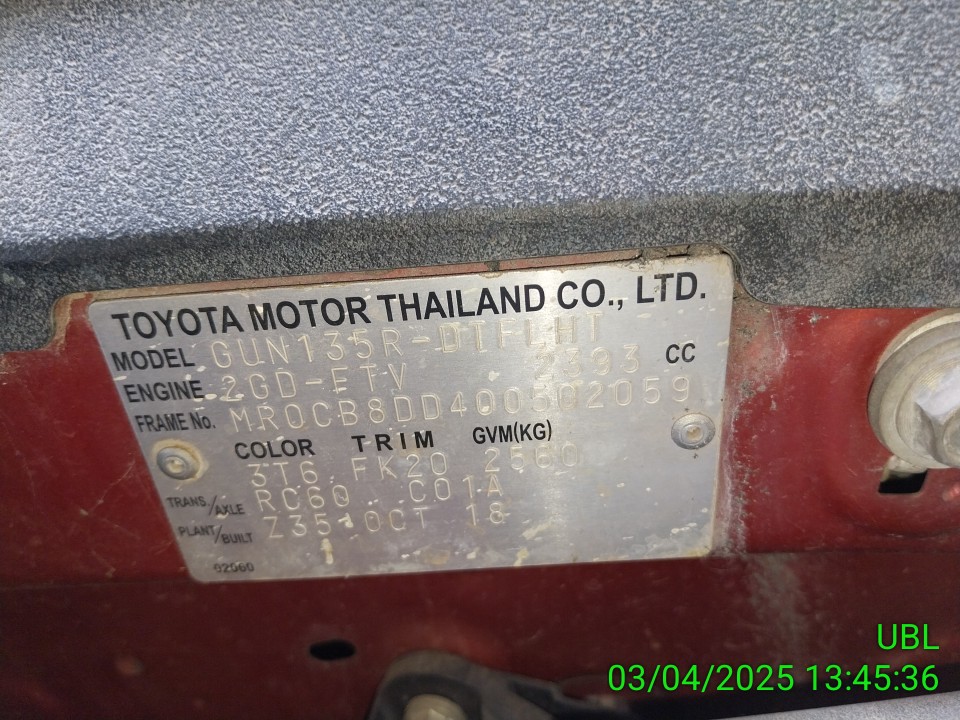 TOYOTA MOTOR THAILAND CO., LTD.
MODEL GUN135R-DTFLHT
ENGINE 2GD-FTV 2393 CC
FRAME No. MR0CB8DD400502059
COLOR TRIM GVM(KG)
3T6 FK20 2560
TRANS./AXLE RC60 C01A
PLANT/BUILT Z35 OCT 18
02060
UBL
03/04/2025 13:45:36